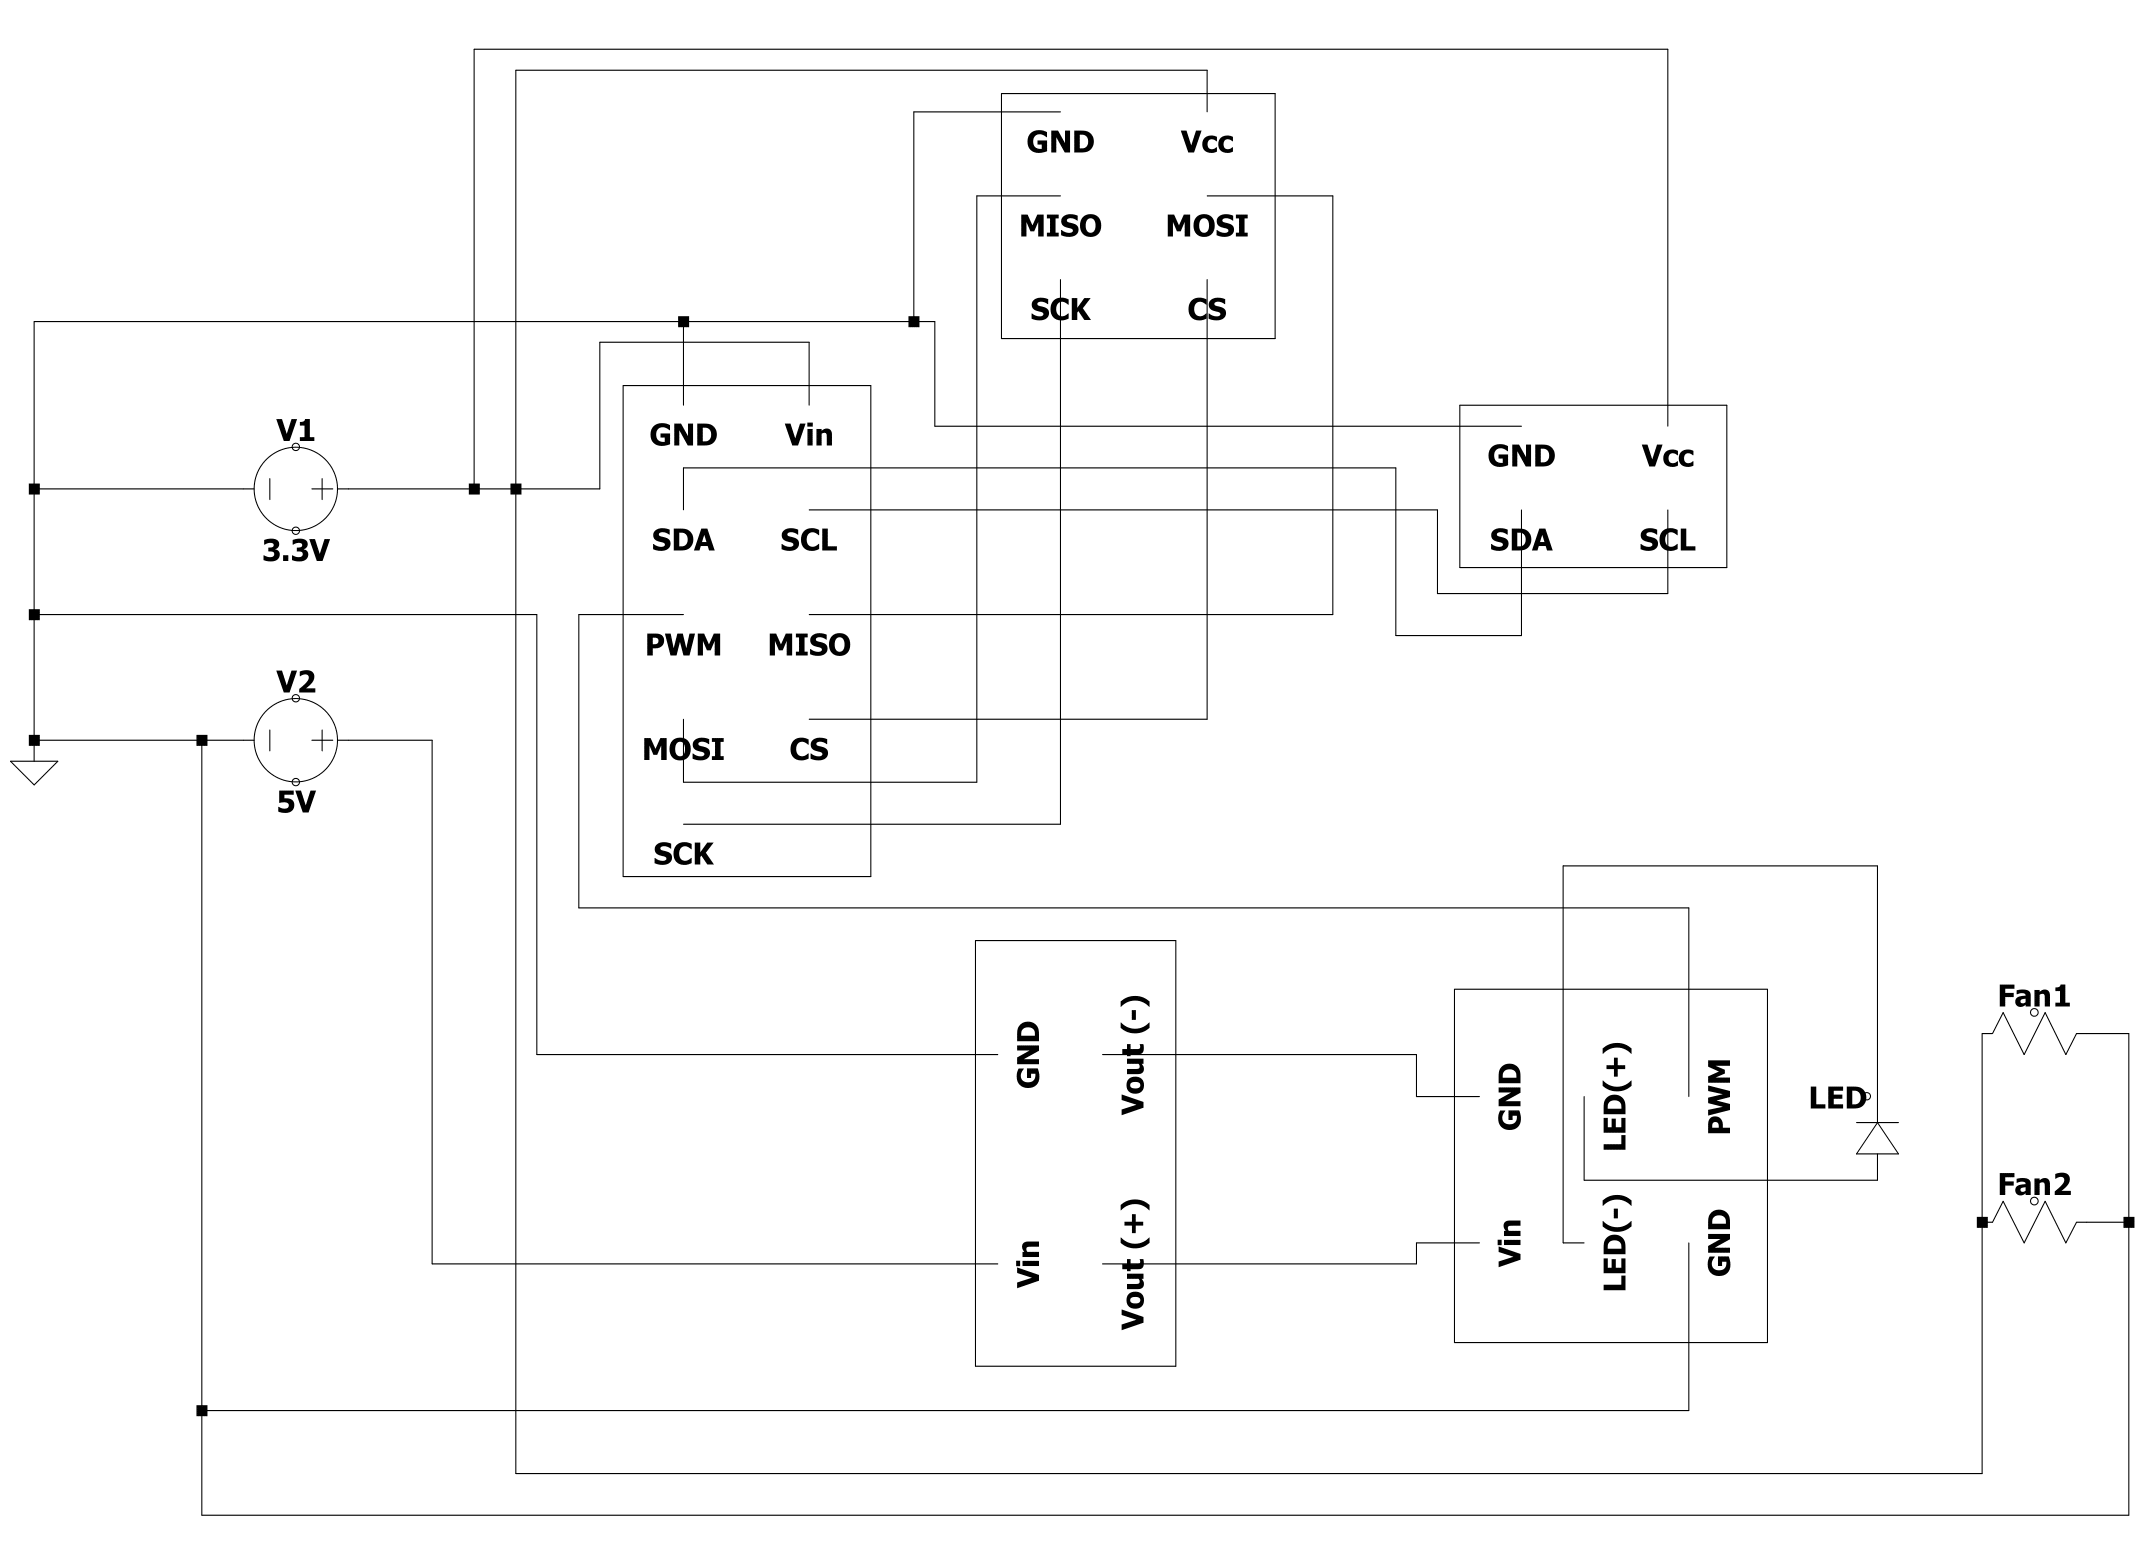 GND Vcc
MISO MOSI
SCK CS
V1
3.3V
GND Vin
SDA SCL
PWM MISO
MOSI CS
SCK
GND Vcc
SDA SCL
V2
5V
GND Vout (-)
Vin Vout (+)
GND LED(+) PWM
Vin LED(-) GND
LED
Fan1
Fan2